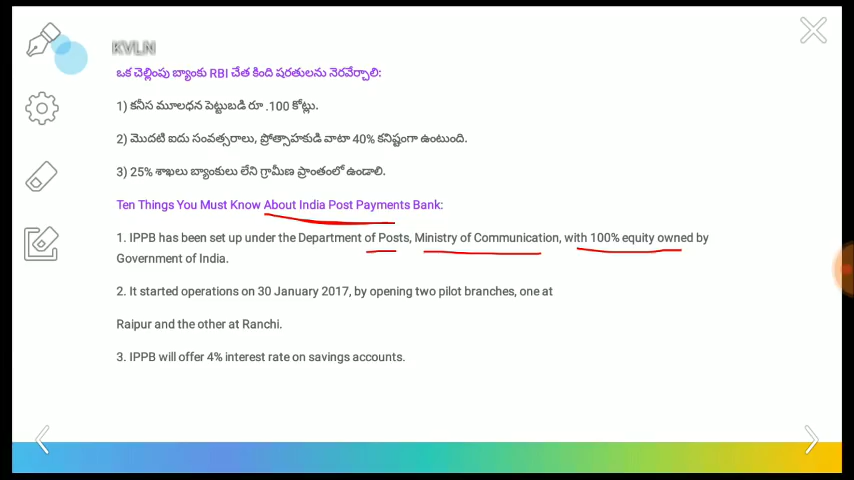 KVLN
ఒక చెల్లింపు బ్యాంకు RBI చేత కింది షరతులను నెరవేర్చాలి:
1) కనీస మూలధన పెట్టుబడి రూ .100 కోట్లు.
2) మొదటి ఐదు సంవత్సరాలు, ప్రోత్సాహకుడి వాటా 40% కనిష్టంగా ఉంటుంది.
3) 25% శాఖలు బ్యాంకులు లేని గ్రామీణ ప్రాంతంలో ఉండాలి.
Ten Things You Must Know About India Post Payments Bank:
1. IPPB has been set up under the Department of Posts, Ministry of Communication, with 100% equity owned by
Government of India.
2. It started operations on 30 January 2017, by opening two pilot branches, one at
Raipur and the other at Ranchi.
3. IPPB will offer 4% interest rate on savings accounts.